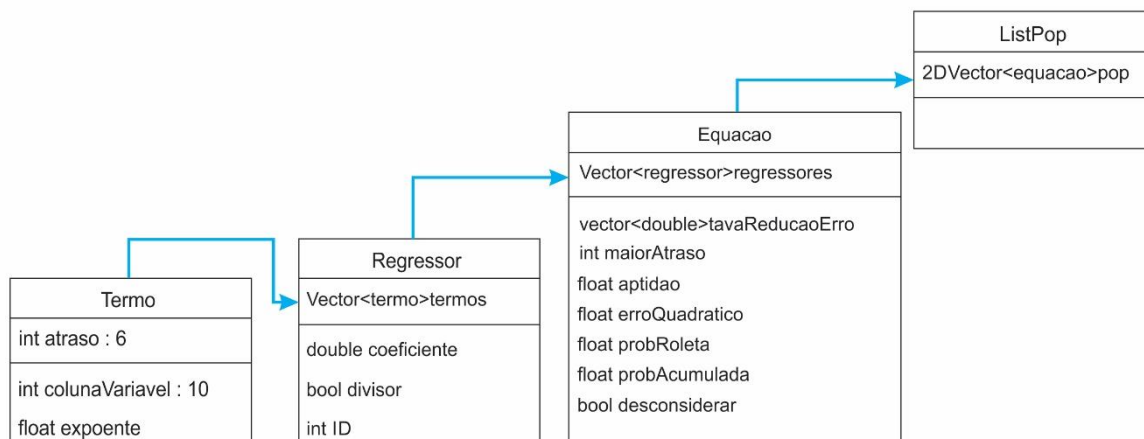 ListPop
2DVector<equacao>pop
Equacao
Vector<regressor>regressores
vector<double>tavaReducaoErro
int maiorAtraso
float aptidao
float erroQuadratico
float probRoleta
float probAcumulada
bool desconsiderar
Regressor
Vector<termo>termos
double coeficiente
bool divisor
int ID
Termo
int atraso : 6
int colunaVariavel : 10
float expoente